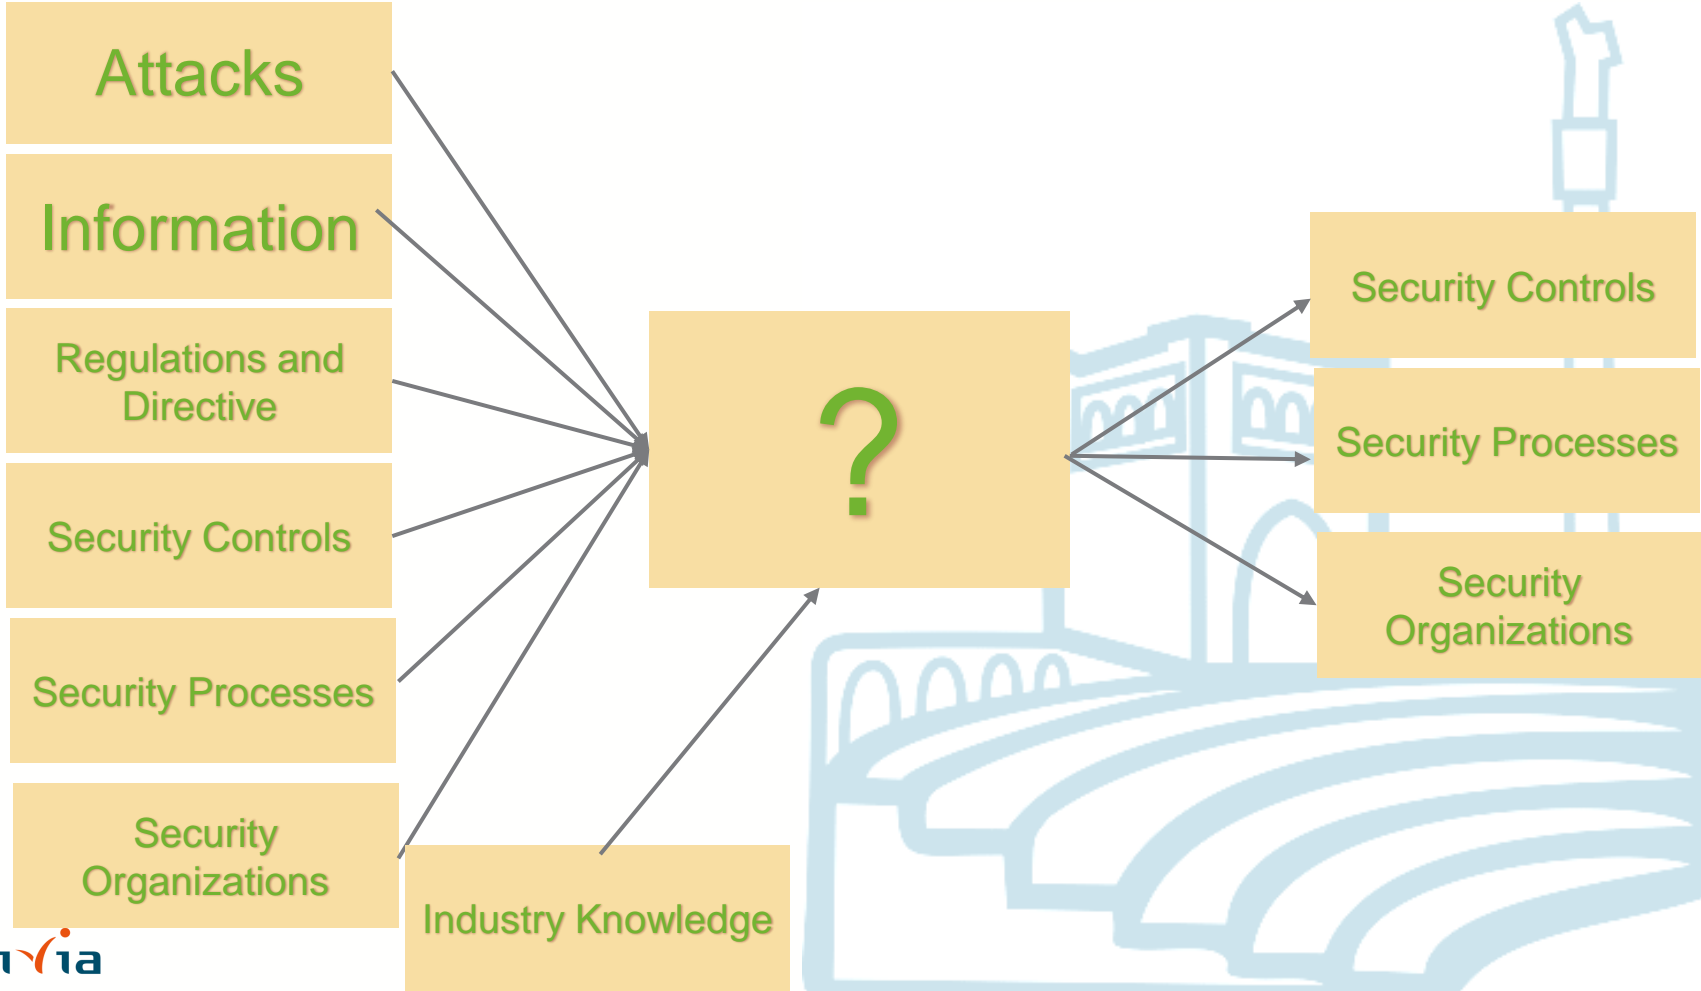 Attacks
Information
Regulations and
Directive
Security Controls
Security Processes
Security
Organizations
Industry Knowledge
?
Security Controls
Security Processes
Security
Organizations